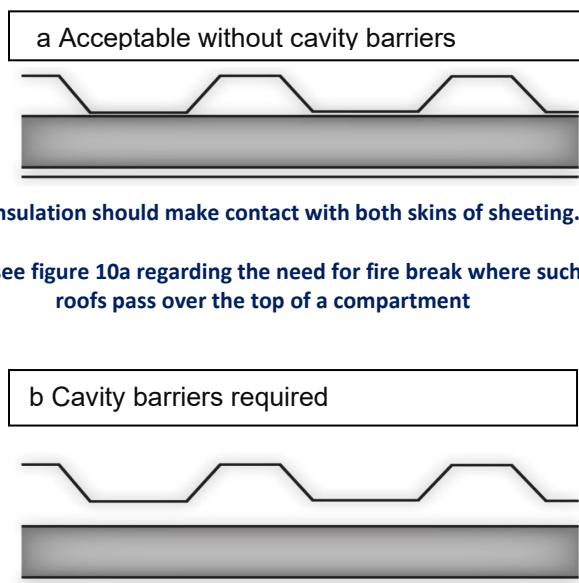 a Acceptable without cavity barriers
nsulation should make contact with both skins of sheeting.
see figure 10a regarding the need for fire break where such
roofs pass over the top of a compartment
b Cavity barriers required